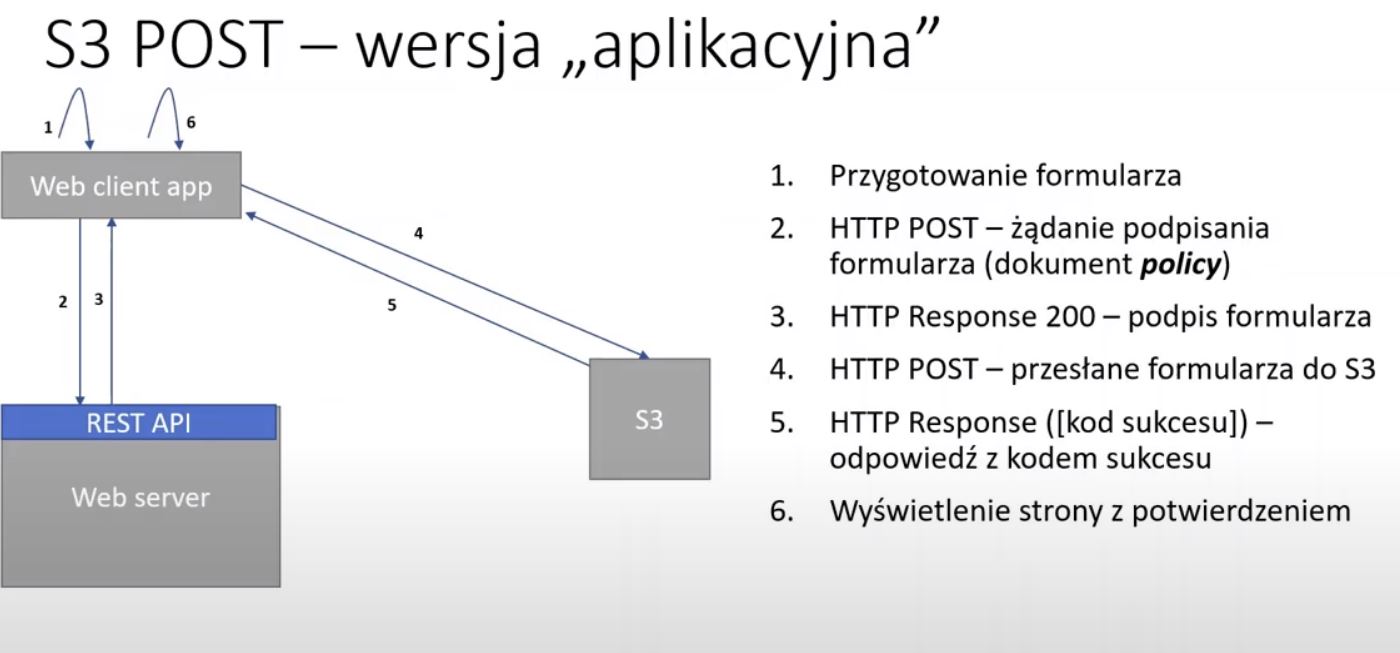 S3 POST – wersja „aplikacyjna”
1
6
Web client app
4
5
2
3
REST API
Web server
S3
1. Przygotowanie formularza
2. HTTP POST – żądanie podpisania
formularza (dokument policy)
3. HTTP Response 200 – podpis formularza
4. HTTP POST – przesłane formularza do S3
5. HTTP Response ([kod sukcesu]) –
odpowiedź z kodem sukcesu
6. Wyświetlenie strony z potwierdzeniem